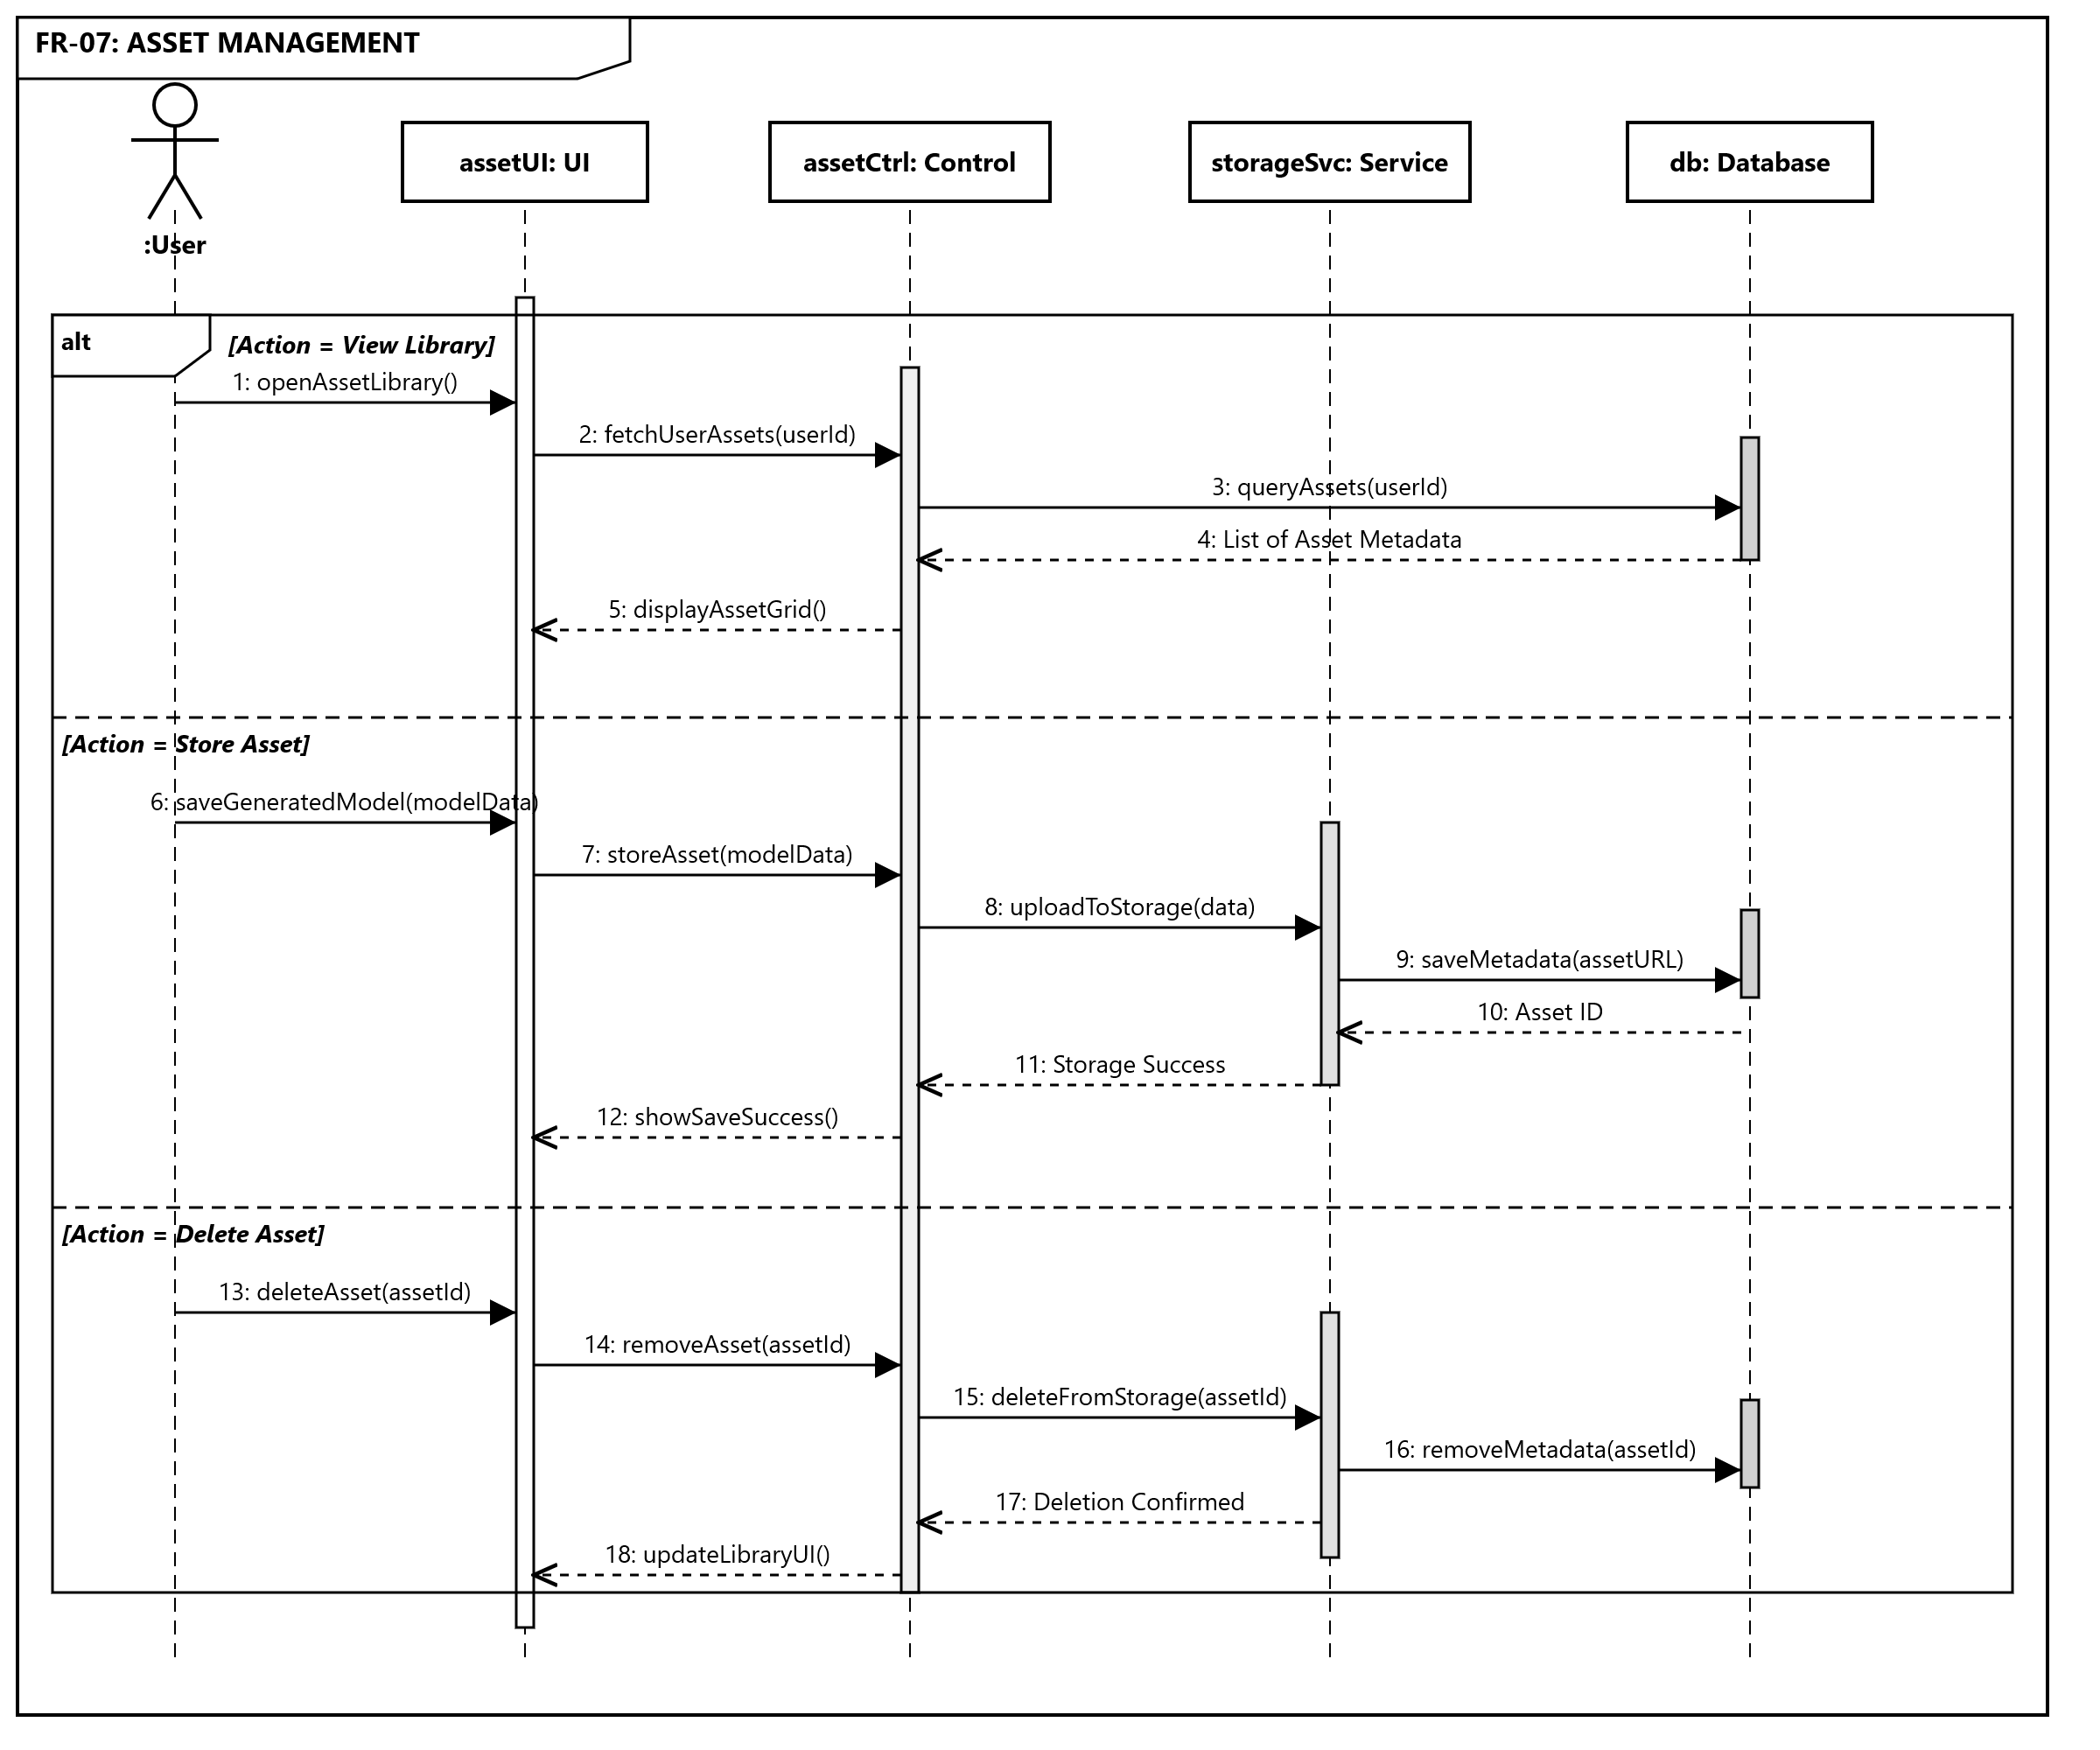 FR-07: ASSET MANAGEMENT
:User
assetUI: UI
assetCtrl: Control
storageSvc: Service
db: Database
alt
[Action = View Library]
1: openAssetLibrary()
2: fetchUserAssets(userId)
3: queryAssets(userId)
4: List of Asset Metadata
5: displayAssetGrid()
[Action = Store Asset]
6: saveGeneratedModel(modelData)
7: storeAsset(modelData)
8: uploadToStorage(data)
9: saveMetadata(assetURL)
10: Asset ID
11: Storage Success
12: showSaveSuccess()
[Action = Delete Asset]
13: deleteAsset(assetId)
14: removeAsset(assetId)
15: deleteFromStorage(assetId)
16: removeMetadata(assetId)
17: Deletion Confirmed
18: updateLibraryUI()